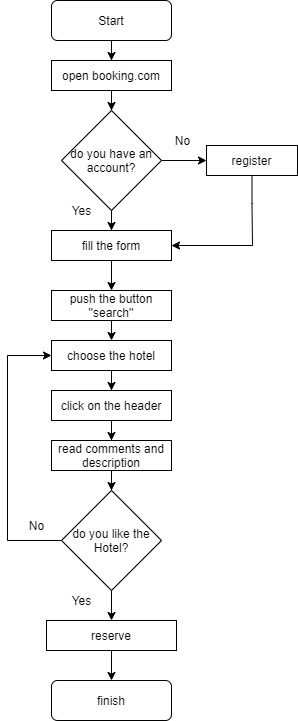 Start
open booking.com
do you have an
account?
No
register
Yes
fill the form
push the button
"search"
choose the hotel
click on the header
read comments and
description
No
do you like the
Hotel?
Yes
reserve
finish